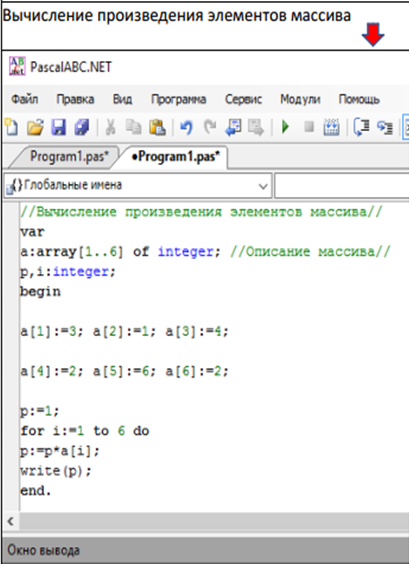 Вычисление произведения элементов массива
PascalABC.NET
Файл Правка Вид Программа Сервис Модули Помощь
Program1.pas* •Program1.pas*
{}Глобальные имена
//Вычисление произведения элементов массива//
var
a:array[1..6] of integer; //Описание массива//
p,i:integer;
begin
a[1]:=3; a[2]:=1; a[3]:=4;
a[4]:=2; a[5]:=6; a[6]:=2;
p:=1;
for i:=1 to 6 do
p:=p*a[i];
write(p);
end.
Окно вывода